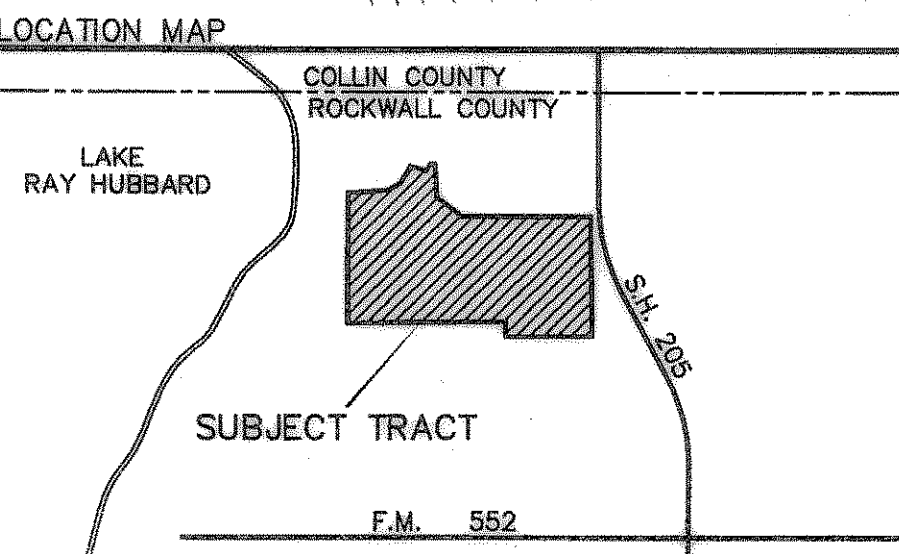 LOCATION MAP
COLLIN COUNTY
ROCKWALL COUNTY
LAKE
RAY HUBBARD
S.H. 205
SUBJECT TRACT
F.M. 552